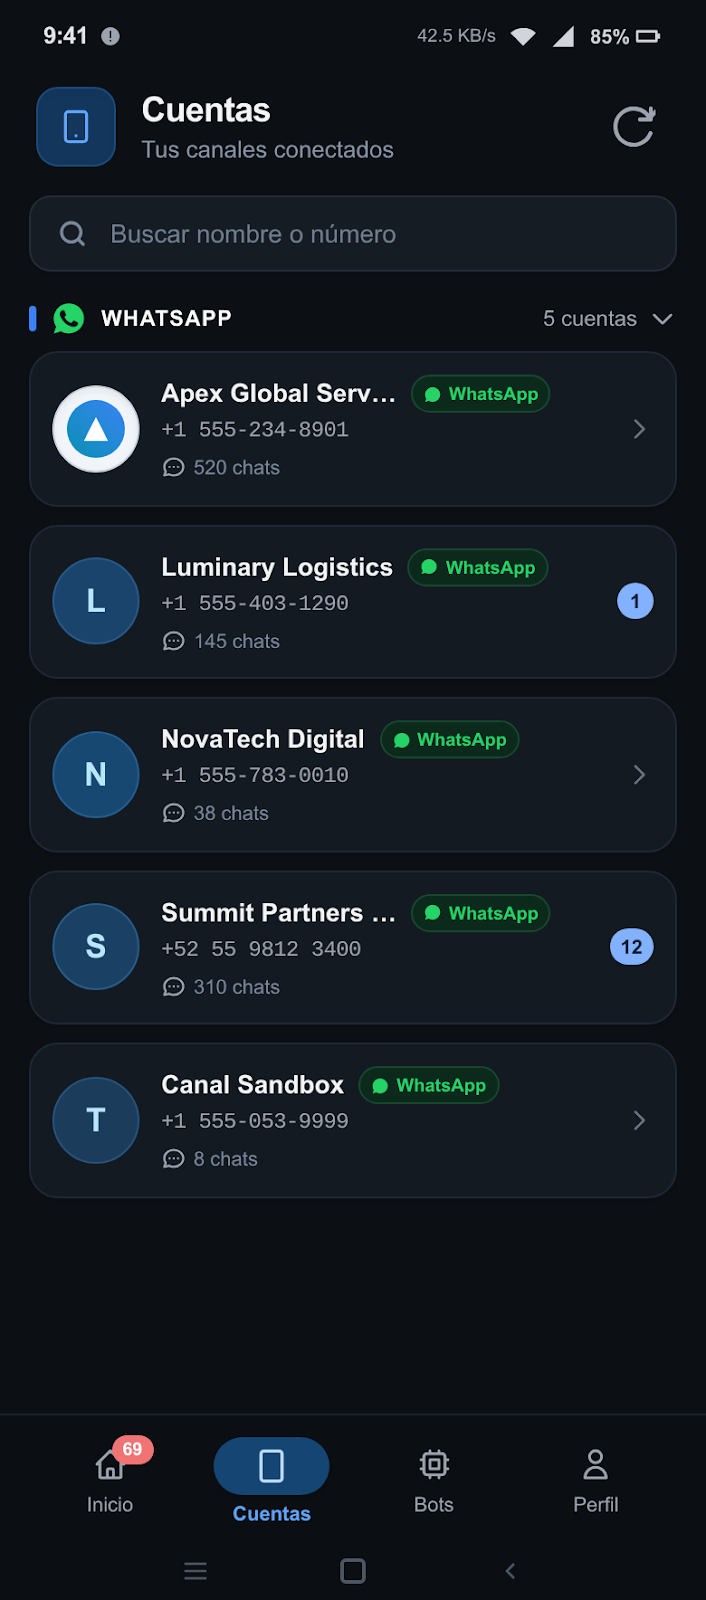 9:41
42.5 KB/s 85%
Cuentas
Tus canales conectados
Buscar nombre o número
WHATSAPP 5 cuentas
Apex Global Serv... WhatsApp
+1 555-234-8901
520 chats
Luminary Logistics WhatsApp
L
+1 555-403-1290
1
145 chats
NovaTech Digital WhatsApp
N
+1 555-783-0010
38 chats
Summit Partners ... WhatsApp
S
+52 55 9812 3400
12
310 chats
Canal Sandbox WhatsApp
T
+1 555-053-9999
8 chats
69
Inicio Cuentas Bots Perfil